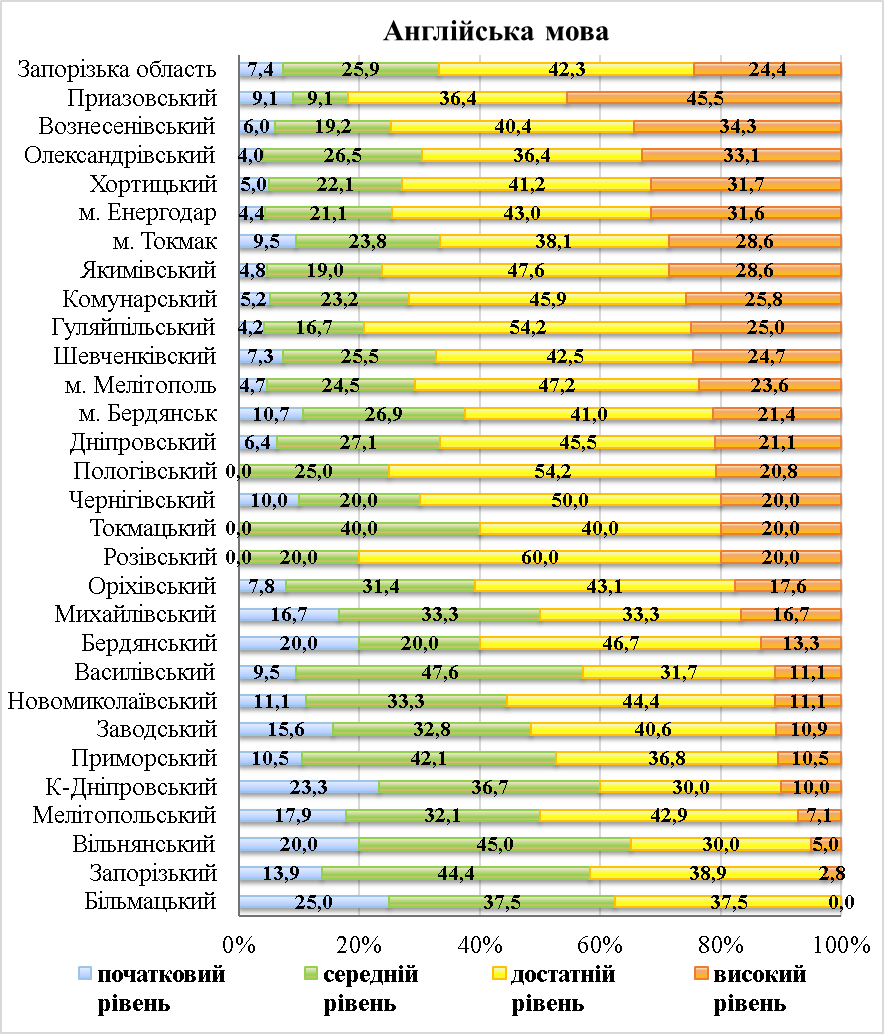 Англійська мова
Запорізька область 7,4 25,9 42,3 24,4
Приазовський 9,1 9,1 36,4 45,5
Вознесенівський 6,0 19,2 40,4 34,3
Олександрівський 4,0 26,5 36,4 33,1
Хортицький 5,0 22,1 41,2 31,7
м. Енергодар 4,4 21,1 43,0 31,6
м. Токмак 9,5 23,8 38,1 28,6
Якимівський 4,8 19,0 47,6 28,6
Комунарський 5,2 23,2 45,9 25,8
Гуляйпільський 4,2 16,7 54,2 25,0
Шевченківский 7,3 25,5 42,5 24,7
м. Мелітополь 4,7 24,5 47,2 23,6
м. Бердянськ 10,7 26,9 41,0 21,4
Дніпровський 6,4 27,1 45,5 21,1
Пологівський 0,0 25,0 54,2 20,8
Чернігівський 10,0 20,0 50,0 20,0
Токмацький 0,0 40,0 40,0 20,0
Розівський 0,0 20,0 60,0 20,0
Оріхівський 7,8 31,4 43,1 17,6
Михайлівський 16,7 33,3 33,3 16,7
Бердянський 20,0 20,0 46,7 13,3
Василівський 9,5 47,6 31,7 11,1
Новомиколаївський 11,1 33,3 44,4 11,1
Заводський 15,6 32,8 40,6 10,9
Приморський 10,5 42,1 36,8 10,5
К-Дніпровський 23,3 36,7 30,0 10,0
Мелітопольський 17,9 32,1 42,9 7,1
Вільнянський 20,0 45,0 30,0 5,0
Запорізький 13,9 44,4 38,9 2,8
Більмацький 25,0 37,5 37,5 0,0
0% 20% 40% 60% 80% 100%
початковий середній достатній високий
рівень рівень рівень рівень